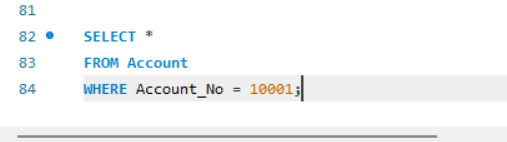 81
82 SELECT *
83 FROM Account
84 WHERE Account_No = 10001;